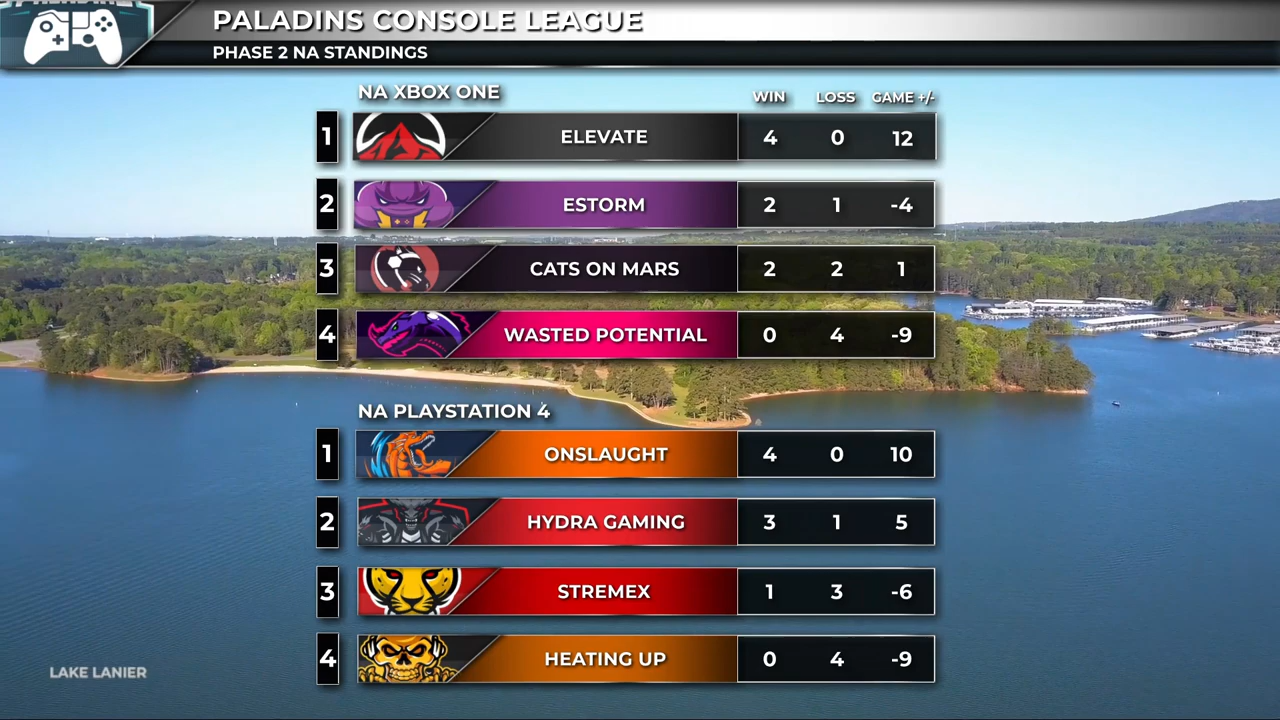 PALADINS CONSOLE LEAGUE
PHASE 2 NA STANDINGS
NA XBOX ONE WIN LOSS GAME +/-
1 ELEVATE 4 0 12
2 ESTORM 2 1 -4
3 CATS ON MARS 2 2 1
4 WASTED POTENTIAL 0 4 -9
NA PLAYSTATION 4
1 ONSLAUGHT 4 0 10
2 HYDRA GAMING 3 1 5
3 STREMEX 1 3 -6
4 HEATING UP 0 4 -9
LAKE LANIER